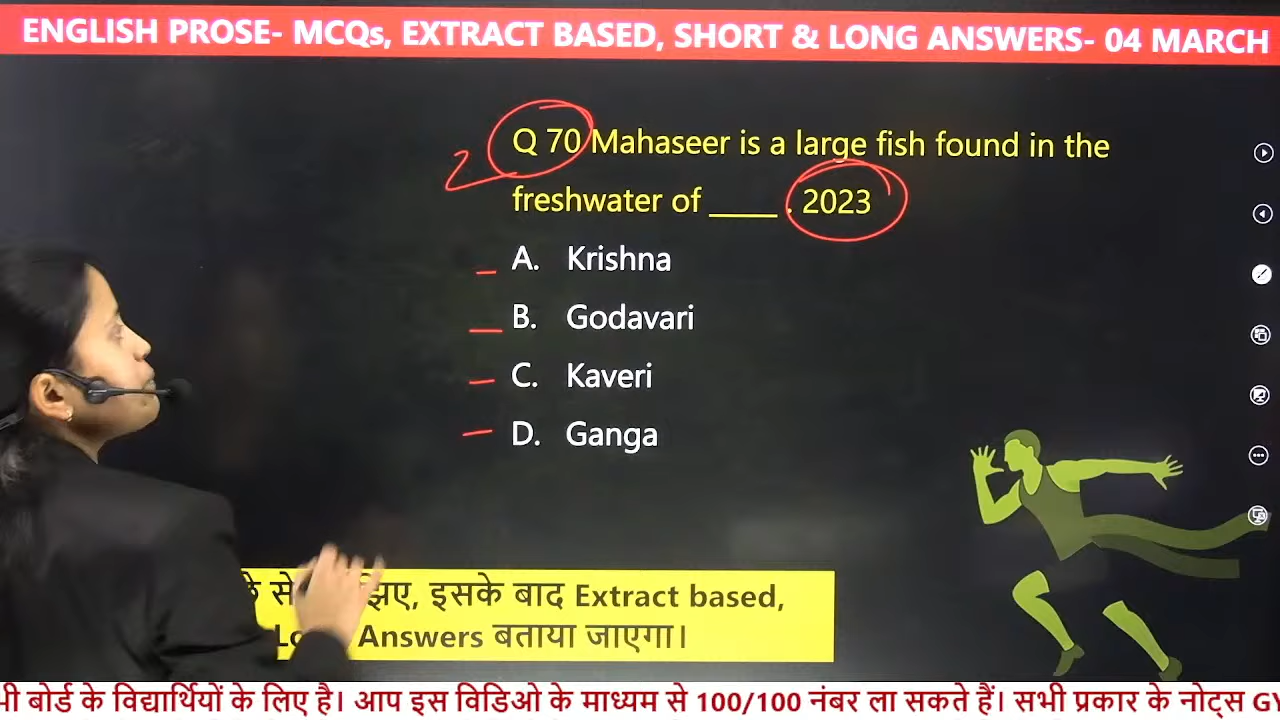 ENGLISH PROSE- MCQs, EXTRACT BASED, SHORT & LONG ANSWERS- 04 MARCH
2 Q 70 Mahaseer is a large fish found in the
freshwater of _____ . 2023
A. Krishna
B. Godavari
C. Kaveri
D. Ganga
से इसके बाद Extract based,
Answers बताया जाएगा।
बोर्ड के विद्यार्थियों के लिए है। आप इस विडिओ के माध्यम से 100/100 नंबर ला सकते हैं। सभी प्रकार के नोट्स